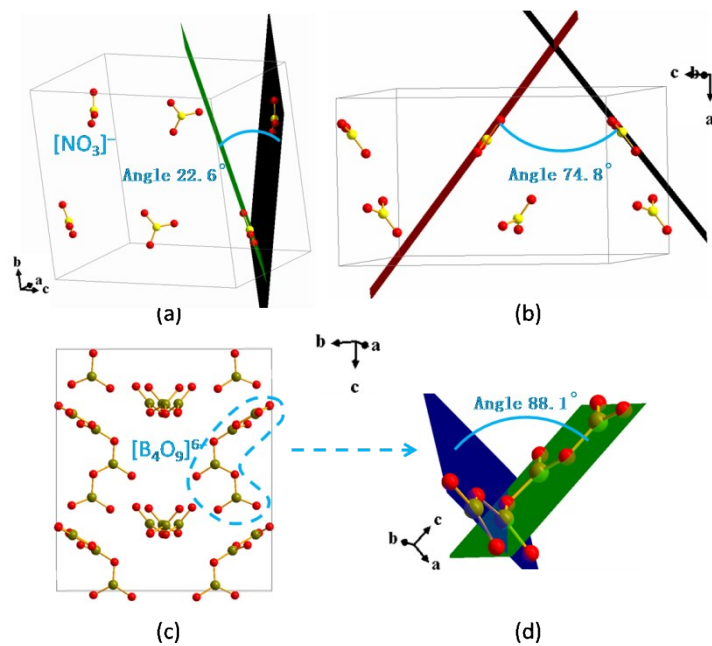 [NO₃]⁻
Angle 22.6°
b
a
c
(a)
c
b
a
Angle 74.8°
(b)
b
a
c
[B₄O₉]⁶⁻
(c)
Angle 88.1°
c
b
a
(d)